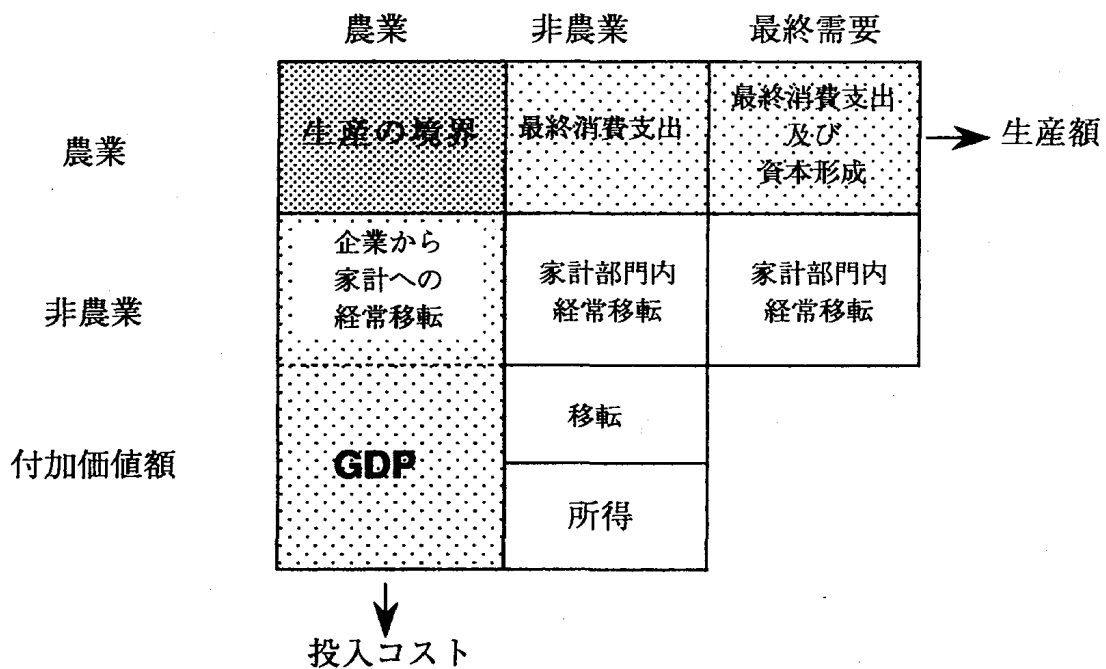 農業 非農業 最終需要
農業 生産の境界 最終消費支出 最終消費支出
及び
資本形成 生産額
非農業 企業から
家計への
経常移転 家計部門内
経常移転 家計部門内
経常移転
付加価値額 GDP 移転
所得
投入コスト